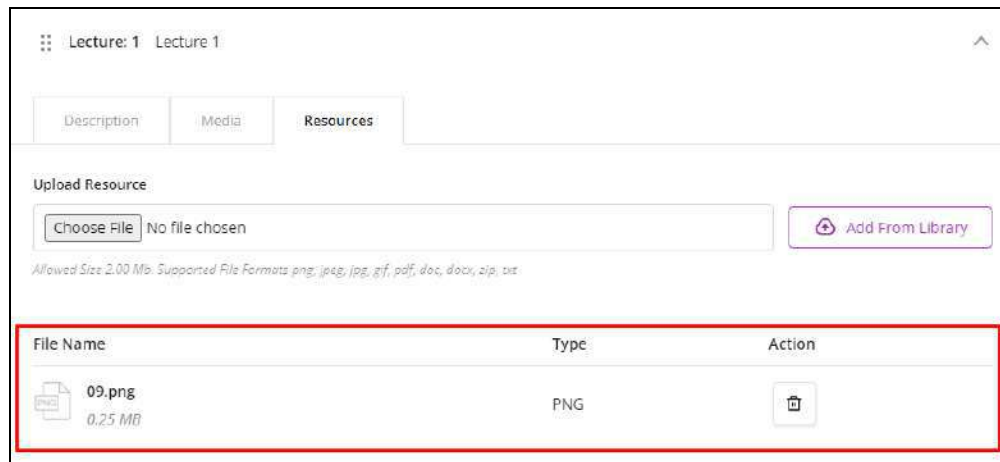 Lecture: 1 Lecture 1
Description Media Resources
Upload Resource
Choose File No file chosen Add From Library
Allowed Size 2.00 Mb. Supported File Formats png, jpeg, jpg, gif, pdf, doc, docx, zip, txt
File Name Type Action
PNG 09.png
0.25 MB PNG